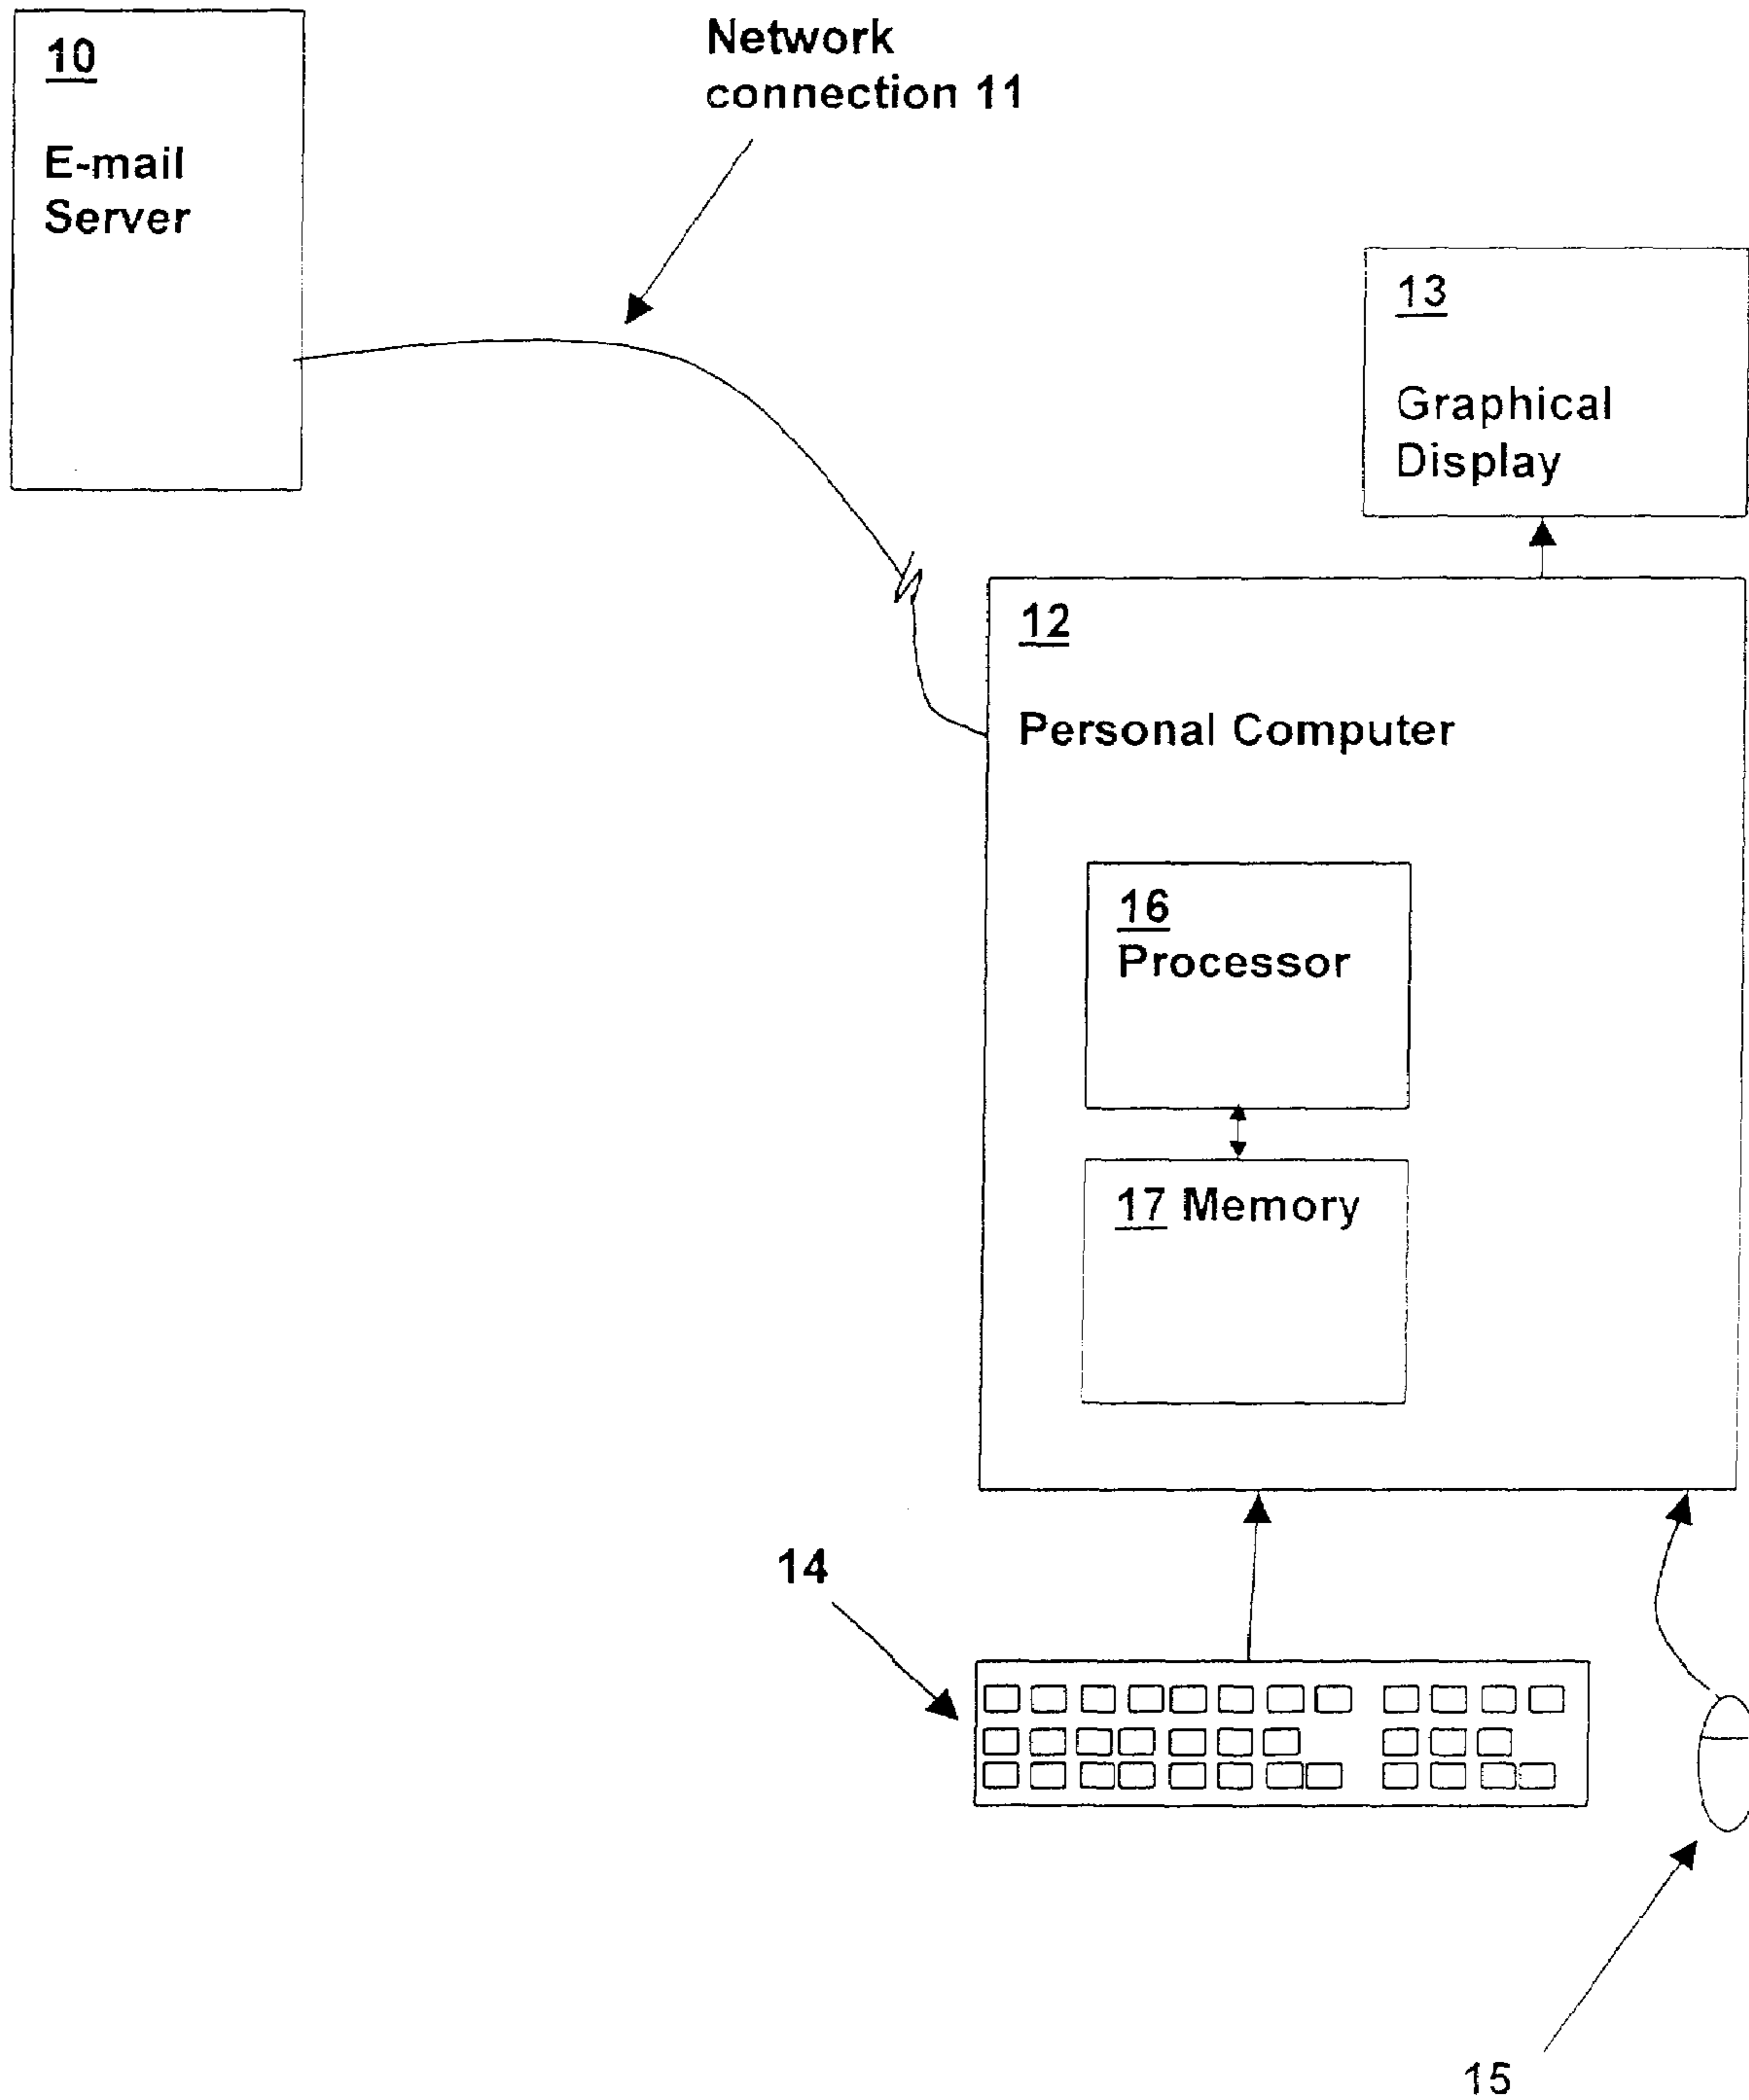 10
E-mail
Server
Network
connection 11
13
Graphical
Display
12
Personal Computer
16
Processor
17 Memory
14
15